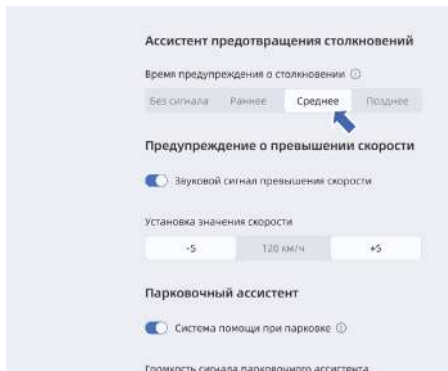 Ассистент предотвращения столкновений
Время предупреждения о столкновении ⓘ
Без сигнала Раннее Среднее Позднее
Предупреждение о превышении скорости
Звуковой сигнал превышения скорости
Установка значения скорости
-5 120 км/ч +5
Парковочный ассистент
Система помощи при парковке ⓘ
Громкость сигнала парковочного ассистента